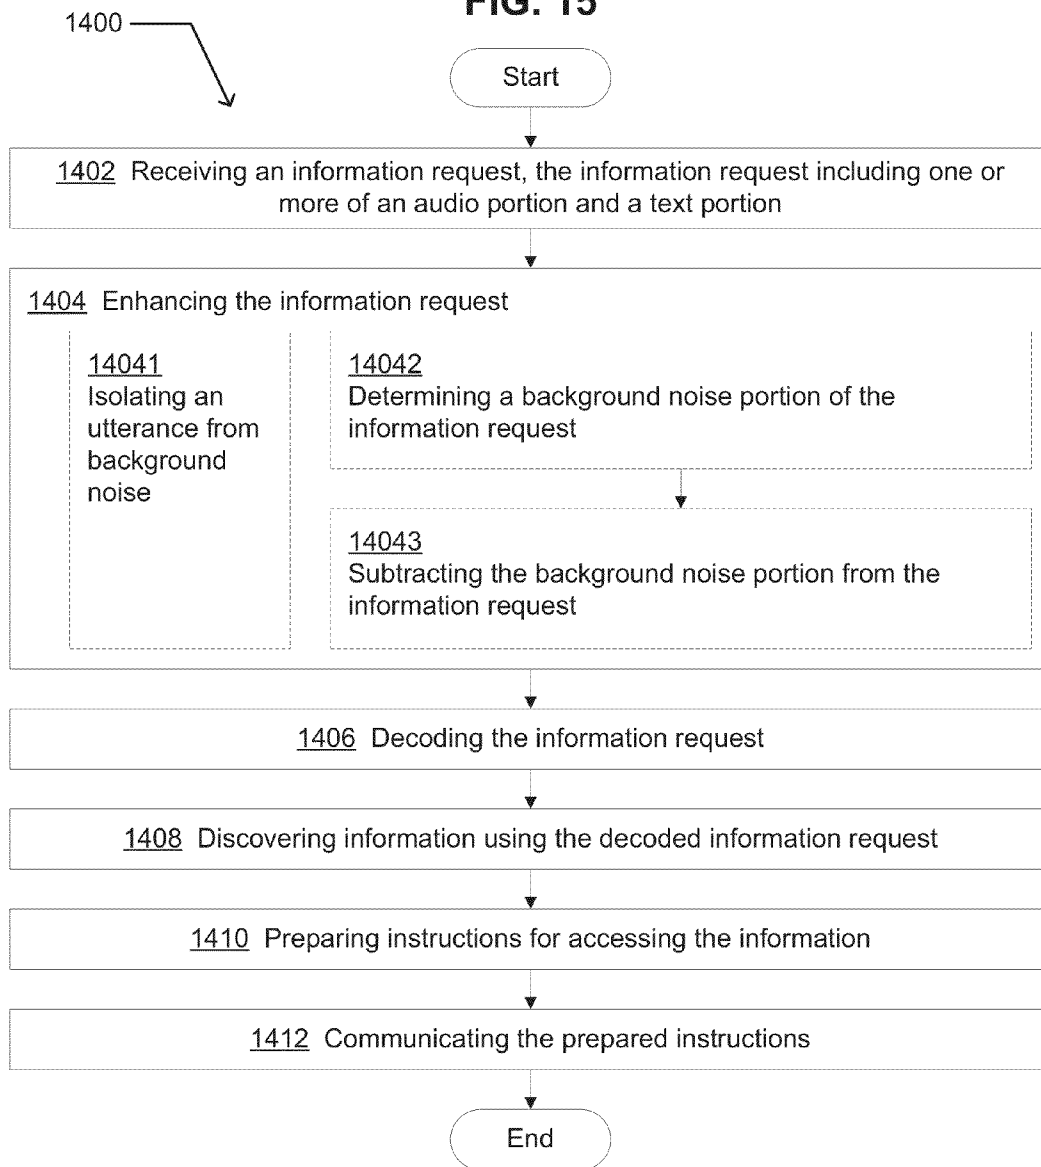 FIG. 15
1400
Start
1402 Receiving an information request, the information request including one or
more of an audio portion and a text portion
1404 Enhancing the information request
14041
Isolating an
utterance from
background
noise
14042
Determining a background noise portion of the
information request
14043
Subtracting the background noise portion from the
information request
1406 Decoding the information request
1408 Discovering information using the decoded information request
1410 Preparing instructions for accessing the information
1412 Communicating the prepared instructions
End